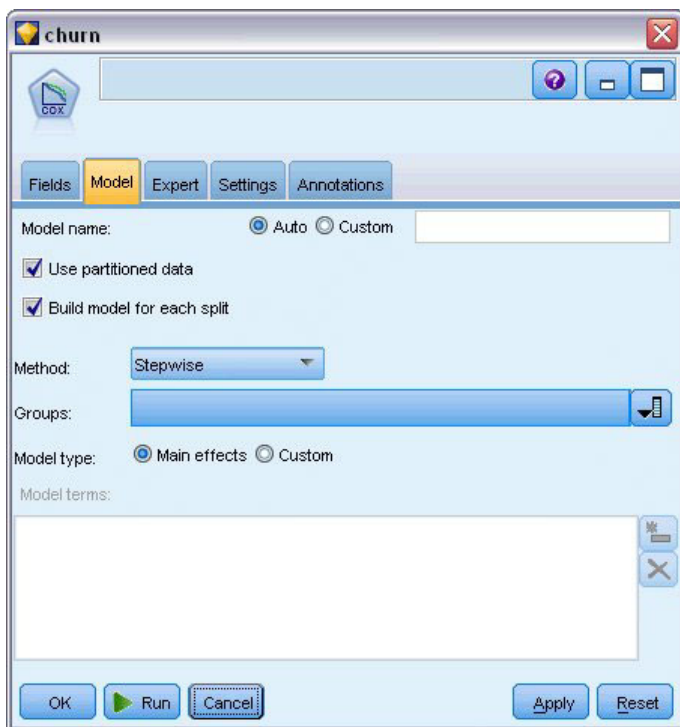 churn
COX
?
Fields Model Expert Settings Annotations
Model name: Auto Custom
Use partitioned data
Build model for each split
Method: Stepwise
Groups:
Model type: Main effects Custom
Model terms:
OK Run Cancel Apply Reset